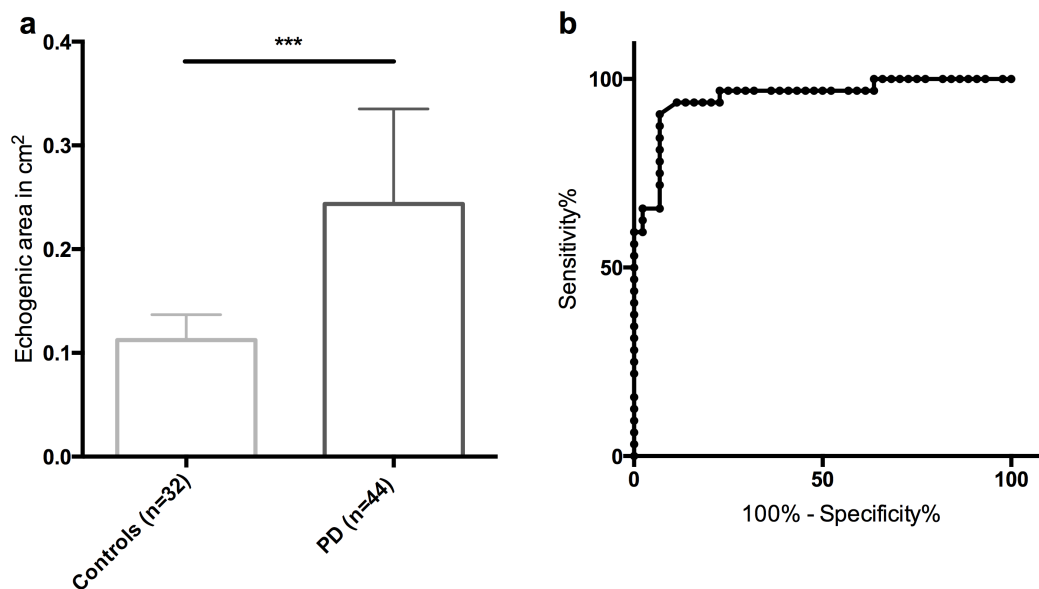 a
***
0.4
0.3
0.2
0.1
0.0
Echogenic area in cm²
Controls (n=32)
PD (n=44)
b
100
50
0
Sensitivity%
0
50
100
100% - Specificity%